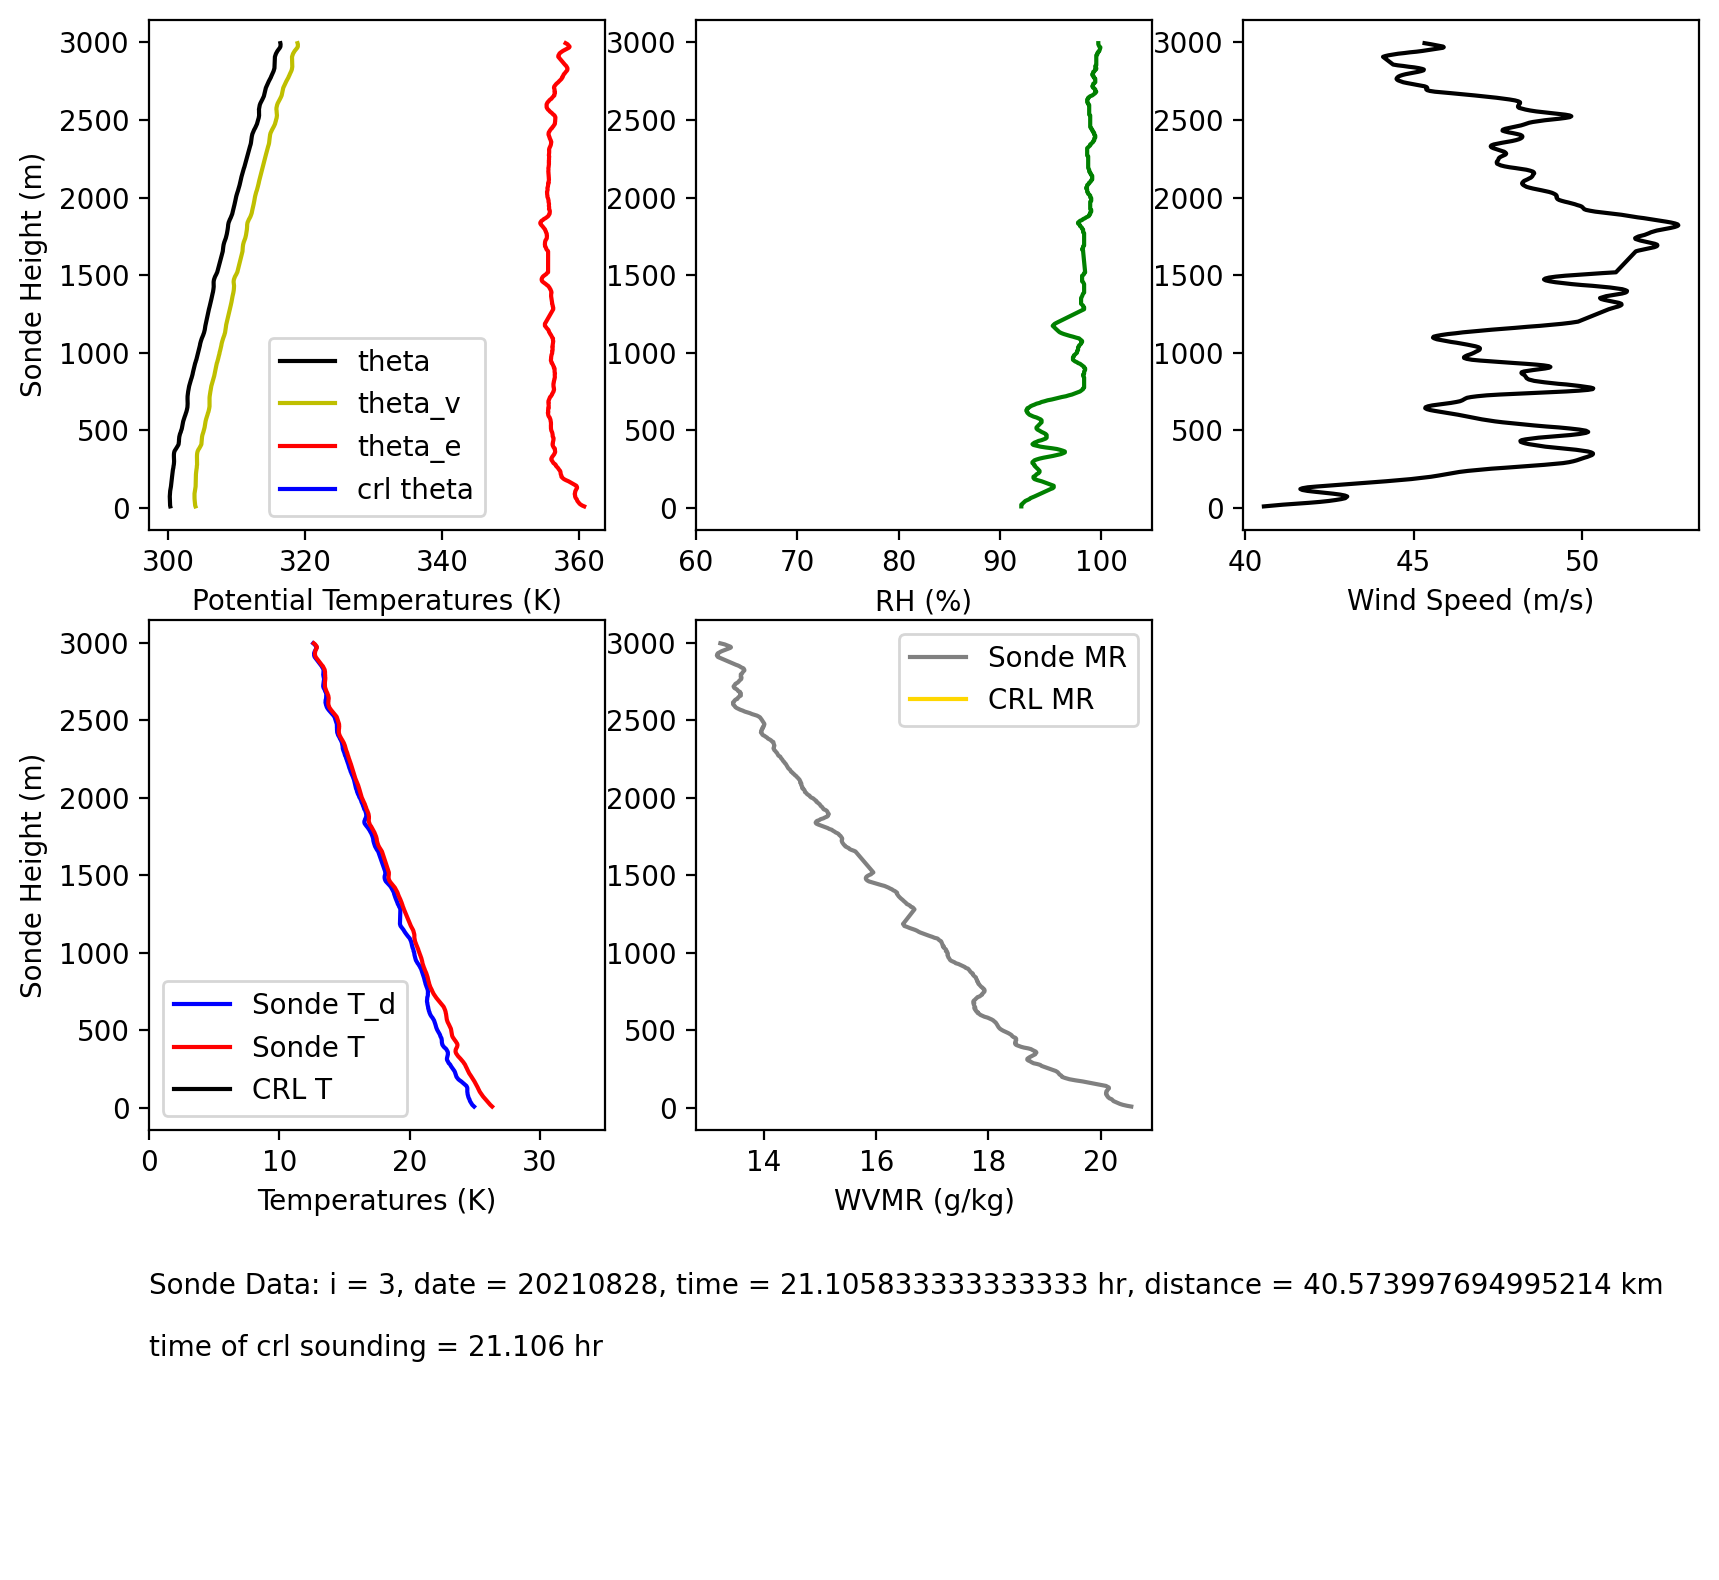 3000
2500
2000
1500
1000
500
0
Sonde Height (m)
300 320 340 360
Potential Temperatures (K)
theta
theta_v
theta_e
crl theta
3000
2500
2000
1500
1000
500
0
60 70 80 90 100
RH (%)
3000
2500
2000
1500
1000
500
0
40 45 50
Wind Speed (m/s)
3000
2500
2000
1500
1000
500
0
Sonde Height (m)
Sonde T_d
Sonde T
CRL T
0 10 20 30
Temperatures (K)
3000
2500
2000
1500
1000
500
0
Sonde MR
CRL MR
14 16 18 20
WVMR (g/kg)
Sonde Data: i = 3, date = 20210828, time = 21.105833333333333 hr, distance = 40.573997694995214 km
time of crl sounding = 21.106 hr